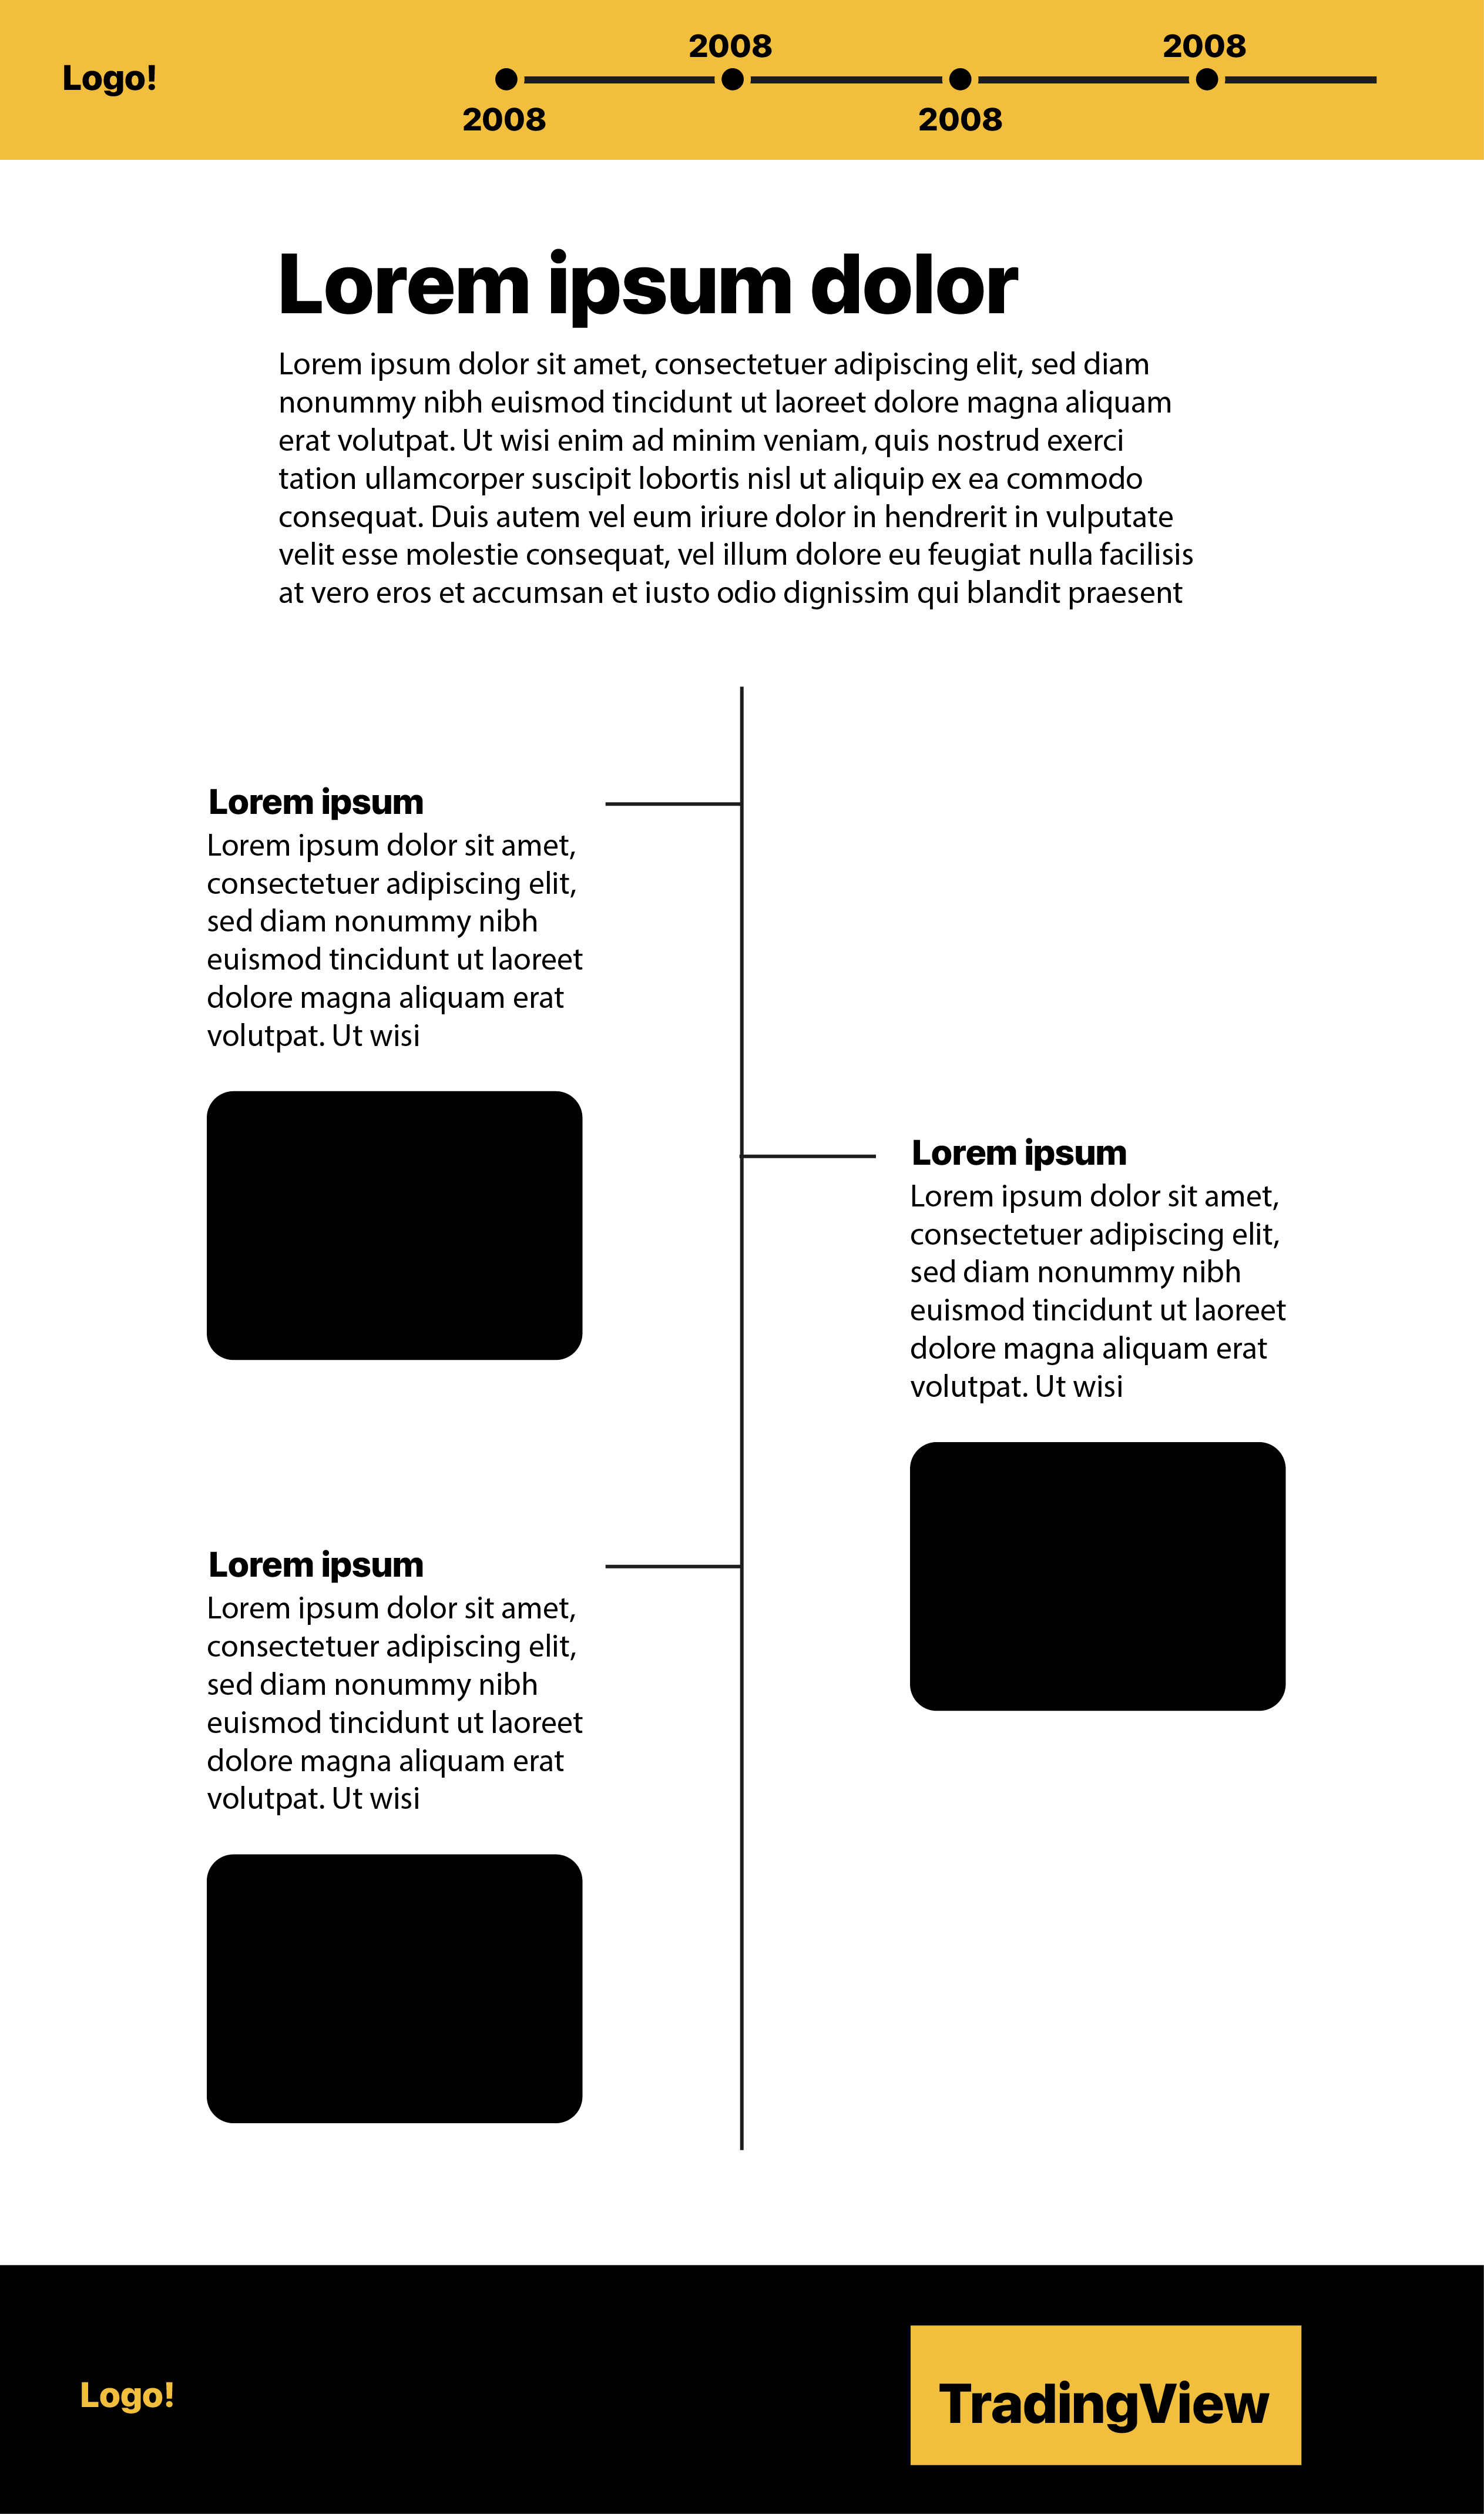 Logo!
2008
2008
2008
2008
Lorem ipsum dolor
Lorem ipsum dolor sit amet, consectetuer adipiscing elit, sed diam
nonummy nibh euismod tincidunt ut laoreet dolore magna aliquam
erat volutpat. Ut wisi enim ad minim veniam, quis nostrud exerci
tation ullamcorper suscipit lobortis nisl ut aliquip ex ea commodo
consequat. Duis autem vel eum iriure dolor in hendrerit in vulputate
velit esse molestie consequat, vel illum dolore eu feugiat nulla facilisis
at vero eros et accumsan et iusto odio dignissim qui blandit praesent
Lorem ipsum
Lorem ipsum dolor sit amet,
consectetuer adipiscing elit,
sed diam nonummy nibh
euismod tincidunt ut laoreet
dolore magna aliquam erat
volutpat. Ut wisi
Lorem ipsum
Lorem ipsum dolor sit amet,
consectetuer adipiscing elit,
sed diam nonummy nibh
euismod tincidunt ut laoreet
dolore magna aliquam erat
volutpat. Ut wisi
Lorem ipsum
Lorem ipsum dolor sit amet,
consectetuer adipiscing elit,
sed diam nonummy nibh
euismod tincidunt ut laoreet
dolore magna aliquam erat
volutpat. Ut wisi
Logo!
TradingView